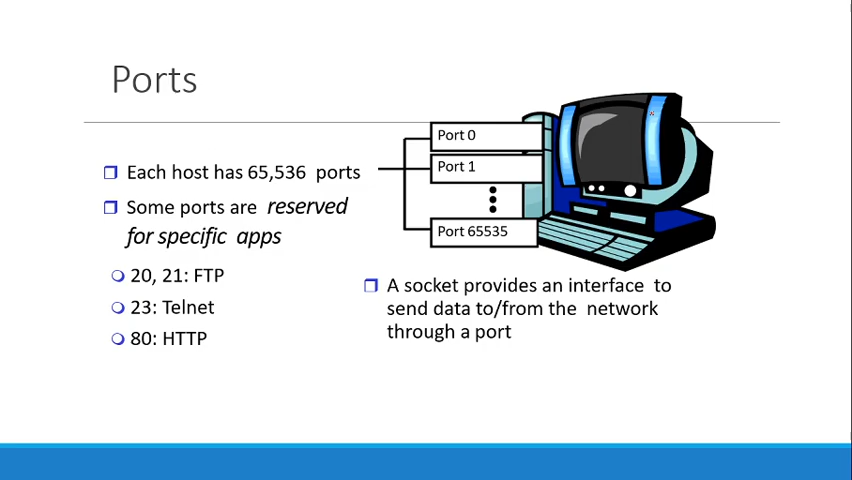 Ports
Each host has 65,536 ports
Some ports are reserved
for specific apps
20, 21: FTP
23: Telnet
80: HTTP
Port 0
Port 1
Port 65535
A socket provides an interface to
send data to/from the network
through a port